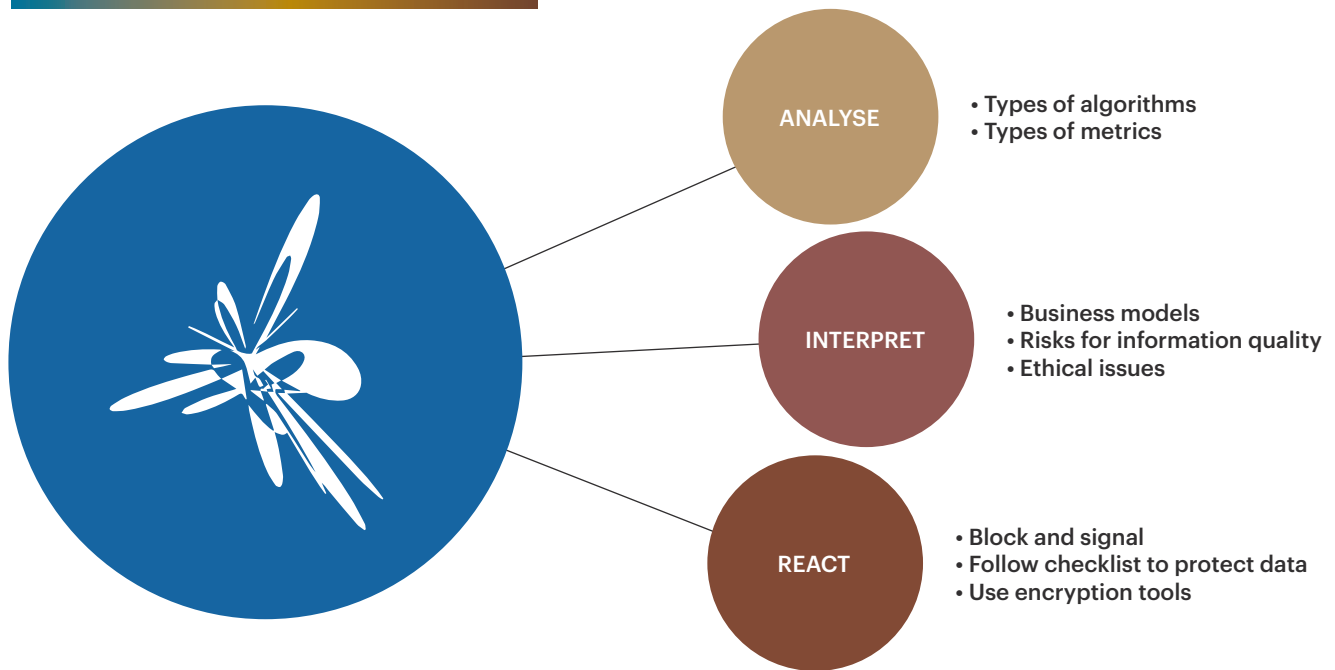 ANALYSE
• Types of algorithms
• Types of metrics
INTERPRET
• Business models
• Risks for information quality
• Ethical issues
REACT
• Block and signal
• Follow checklist to protect data
• Use encryption tools